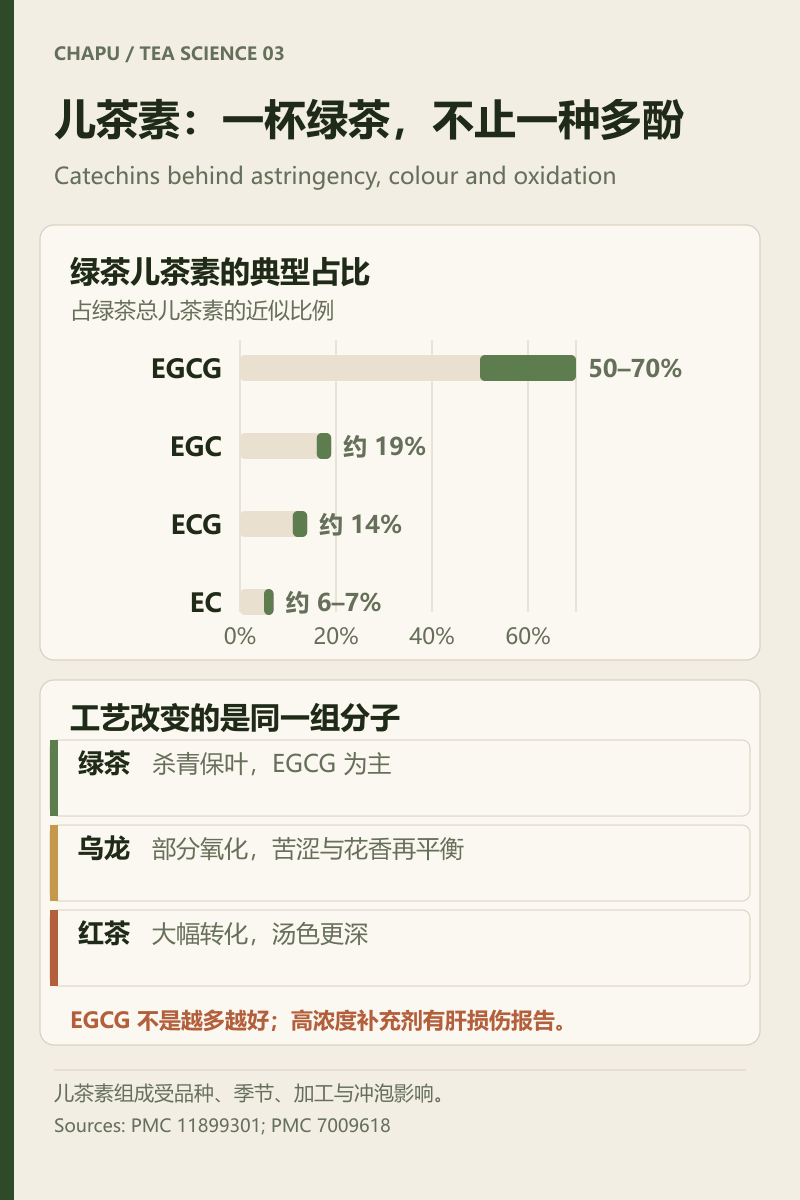 CHAPU / TEA SCIENCE 03
儿茶素：一杯绿茶，不止一种多酚
Catechins behind astringency, colour and oxidation
绿茶儿茶素的典型占比
占绿茶总儿茶素的近似比例
EGCG 50–70%
EGC 约 19%
ECG 约 14%
EC 约 6–7%
0% 20% 40% 60%
工艺改变的是同一组分子
绿茶 杀青保叶，EGCG 为主
乌龙 部分氧化，苦涩与花香再平衡
红茶 大幅转化，汤色更深
EGCG 不是越多越好；高浓度补充剂有肝损伤报告。
儿茶素组成受品种、季节、加工与冲泡影响。
Sources: PMC 11899301; PMC 7009618